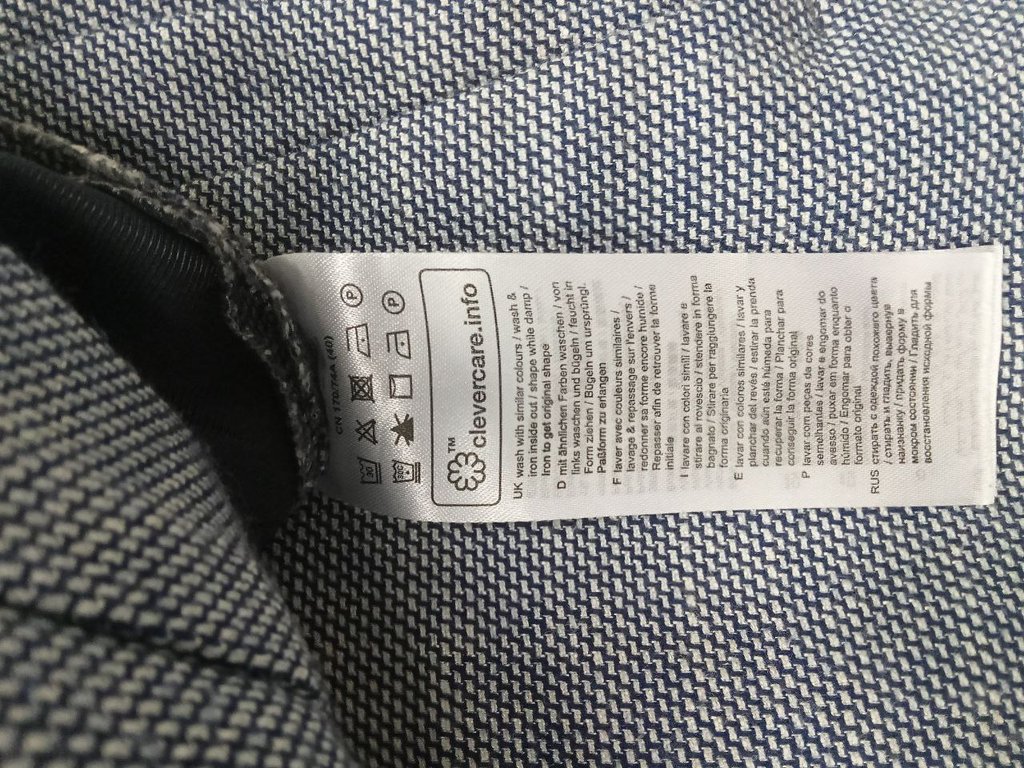 CN 17077AA (40)
30 P
30°C P
™ clevercare.info
UK wash with similar colours / wash &
iron inside out / shape while damp /
Iron to get original shape
D mit ähnlichen Farben waschen / von
links waschen und bügeln / feucht in
Form ziehen / Bügeln um ursprüngl.
Paßform zu erlangen
F laver avec couleurs similaires /
lavage & repassage sur l'envers /
redonner sa forme encore humide /
Repasser afin de retrouver la forme
initiale
I lavare con colori simili / lavare e
stirare al rovescio / stendere in forma
bagnato / Stirare per raggiungere la
forma originaria
E lavar con colores similares / lavar y
planchar del revés / estirar la prenda
cuando aún esté húmeda para
recuperar la forma / Planchar para
conseguir la forma original
P lavar com peças da cores
semelhantes / lavar e engomar do
avesso / puxar em forma enquanto
húmido / Engomar para obter o
formato original
RUS стирать с одеждой похожего цвета
/ стирать и гладить, вывернув
наизнанку / придать форму в
мокром состоянии / Гладить для
восстановления исходной формы